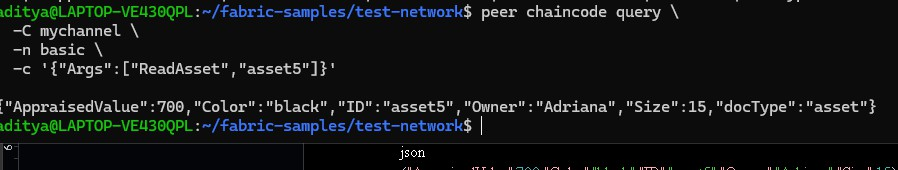 aditya@LAPTOP-VE430QPL:~/fabric-samples/test-network$ peer chaincode query \
-C mychannel \
-n basic \
-c '{"Args":["ReadAsset","asset5"]}'
{"AppraisedValue":700,"Color":"black","ID":"asset5","Owner":"Adriana","Size":15,"docType":"asset"}
aditya@LAPTOP-VE430QPL:~/fabric-samples/test-network$
json